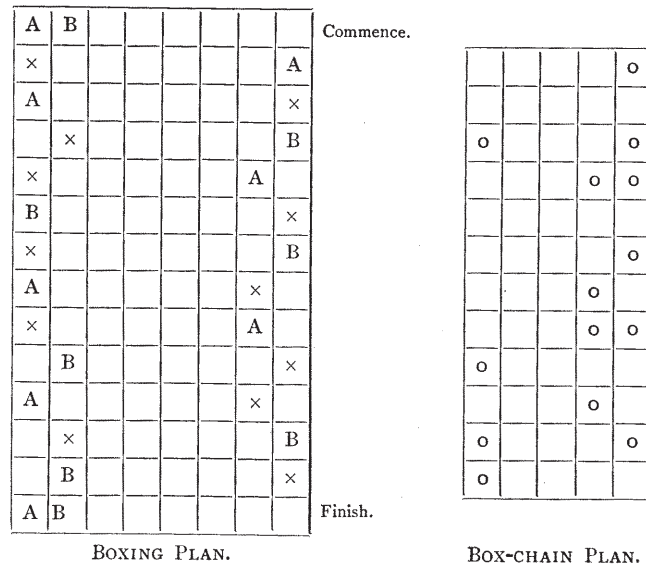 A B Commence.
× A
A ×
× B
× A
B ×
× B
A ×
× A
B ×
A ×
× B
B ×
A B Finish.
BOXING PLAN.
o
o o
o o
o
o
o o
o
o
o o
o
BOX-CHAIN PLAN.